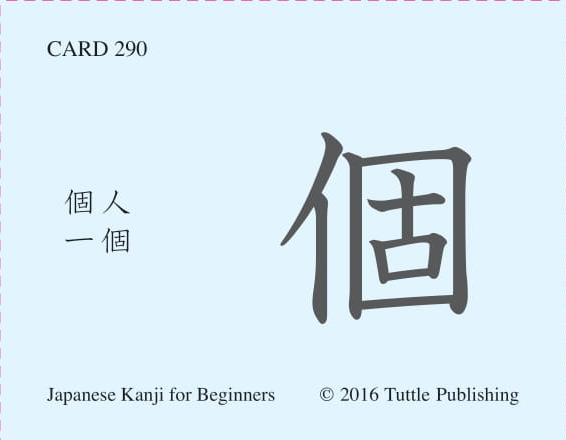 CARD 290
個人
一個
個
Japanese Kanji for Beginners
© 2016 Tuttle Publishing